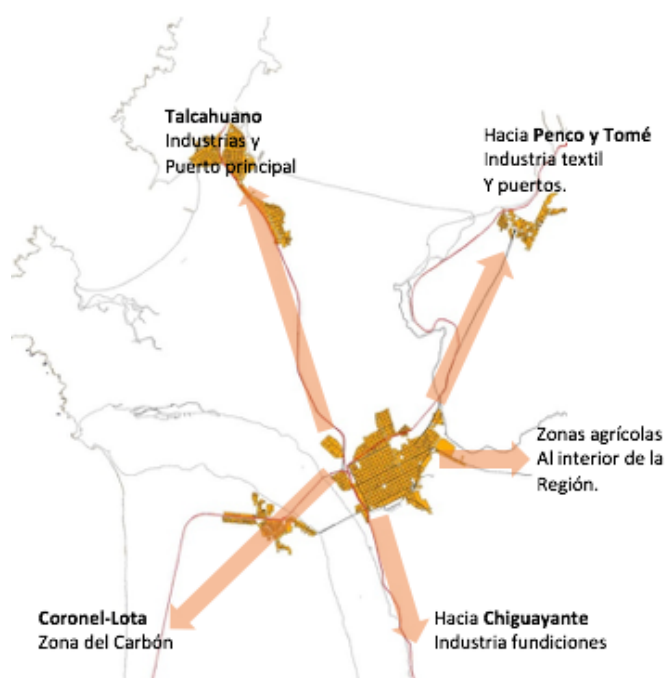 Talcahuano
Industrias y
Puerto principal
Hacia Penco y Tomé
Industria textil
Y puertos.
Zonas agrícolas
Al interior de la
Región.
Coronel-Lota
Zona del Carbón
Hacia Chiguayante
Industria fundiciones